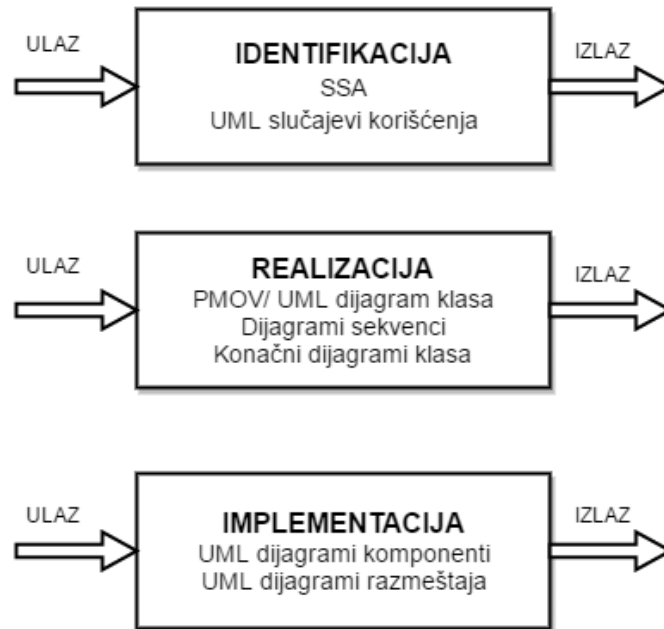 ULAZ
IDENTIFIKACIJA
SSA
UML slučajevi korišćenja
IZLAZ
ULAZ
REALIZACIJA
PMOV/ UML dijagram klasa
Dijagrami sekvenci
Konačni dijagrami klasa
IZLAZ
ULAZ
IMPLEMENTACIJA
UML dijagrami komponenti
UML dijagrami razmeštaja
IZLAZ